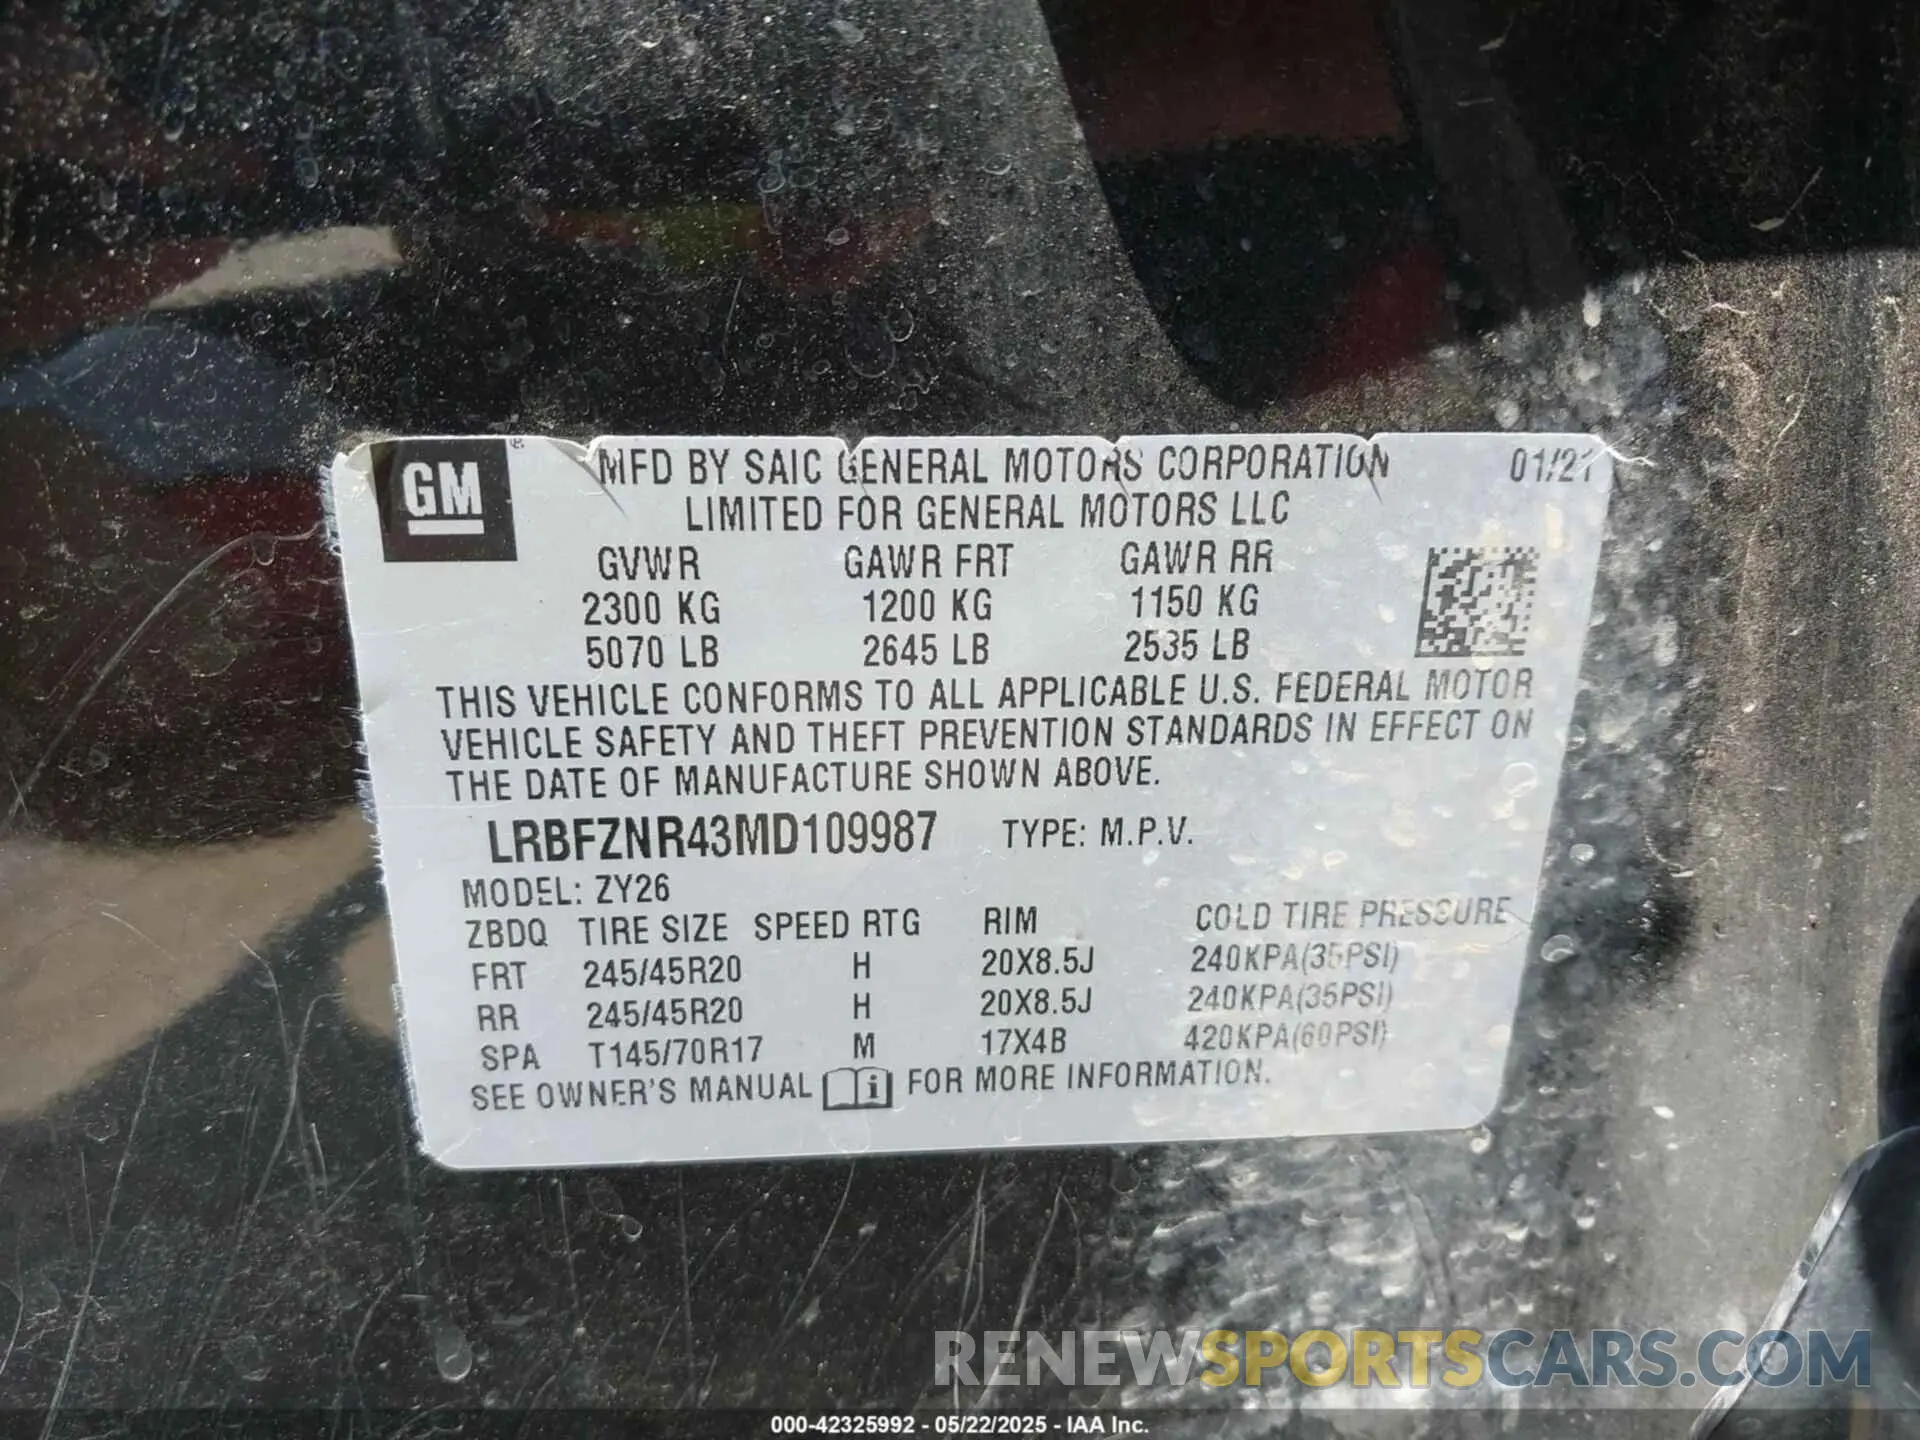 GM
MFD BY SAIC GENERAL MOTORS CORPORATION 01/21
LIMITED FOR GENERAL MOTORS LLC
GVWR GAWR FRT GAWR RR
2300 KG 1200 KG 1150 KG
5070 LB 2645 LB 2535 LB
THIS VEHICLE CONFORMS TO ALL APPLICABLE U.S. FEDERAL MOTOR
VEHICLE SAFETY AND THEFT PREVENTION STANDARDS IN EFFECT ON
THE DATE OF MANUFACTURE SHOWN ABOVE.
LRBFZNR43MD109987 TYPE: M.P.V.
MODEL: ZY26
ZBDQ TIRE SIZE SPEED RTG RIM COLD TIRE PRESSURE
FRT 245/45R20 H 20X8.5J 240KPA(35PSI)
RR 245/45R20 H 20X8.5J 240KPA(35PSI)
SPA T145/70R17 M 17X4B 420KPA(60PSI)
SEE OWNER'S MANUAL i FOR MORE INFORMATION.
RENEWSPORTSCARS.COM
000-42325992 - 05/22/2025 - IAA Inc.